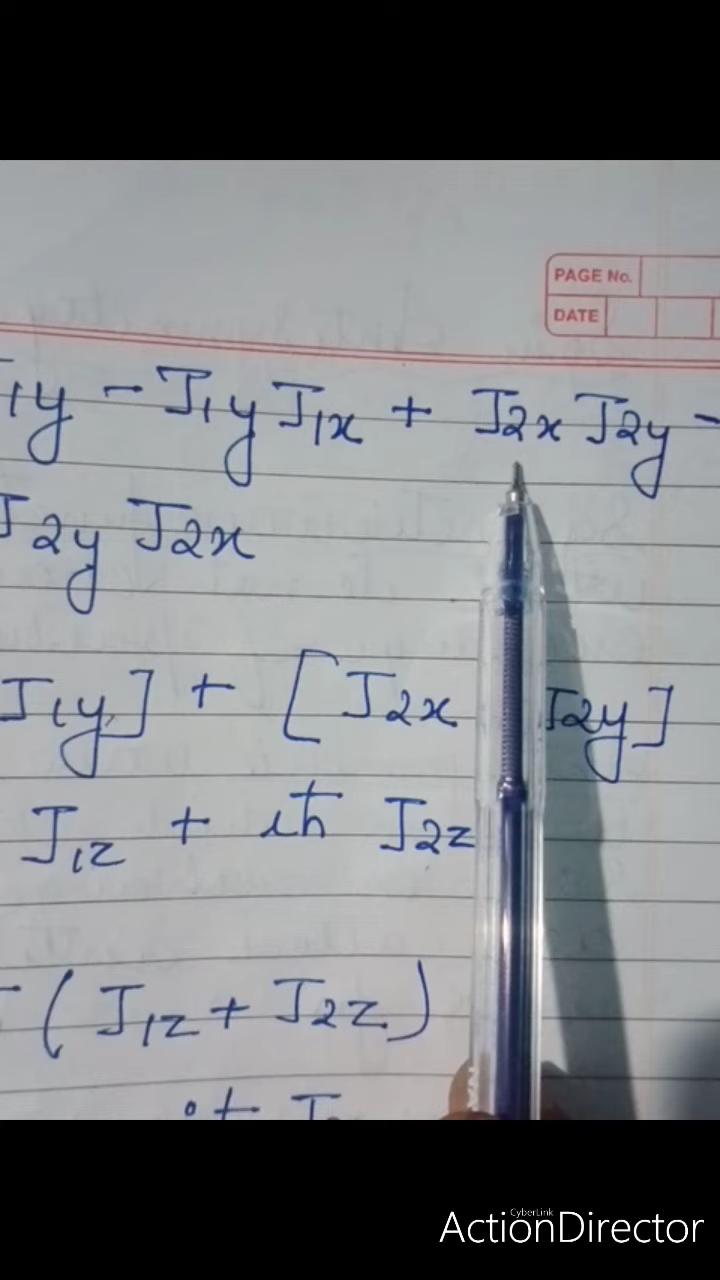 PAGE No.
DATE
1y - J1y J1x + J2x J2y -
J2y J2x
J1y] + [J2x J2y]
J1z + iħ J2z
(J1z + J2z)
CyberLink
ActionDirector